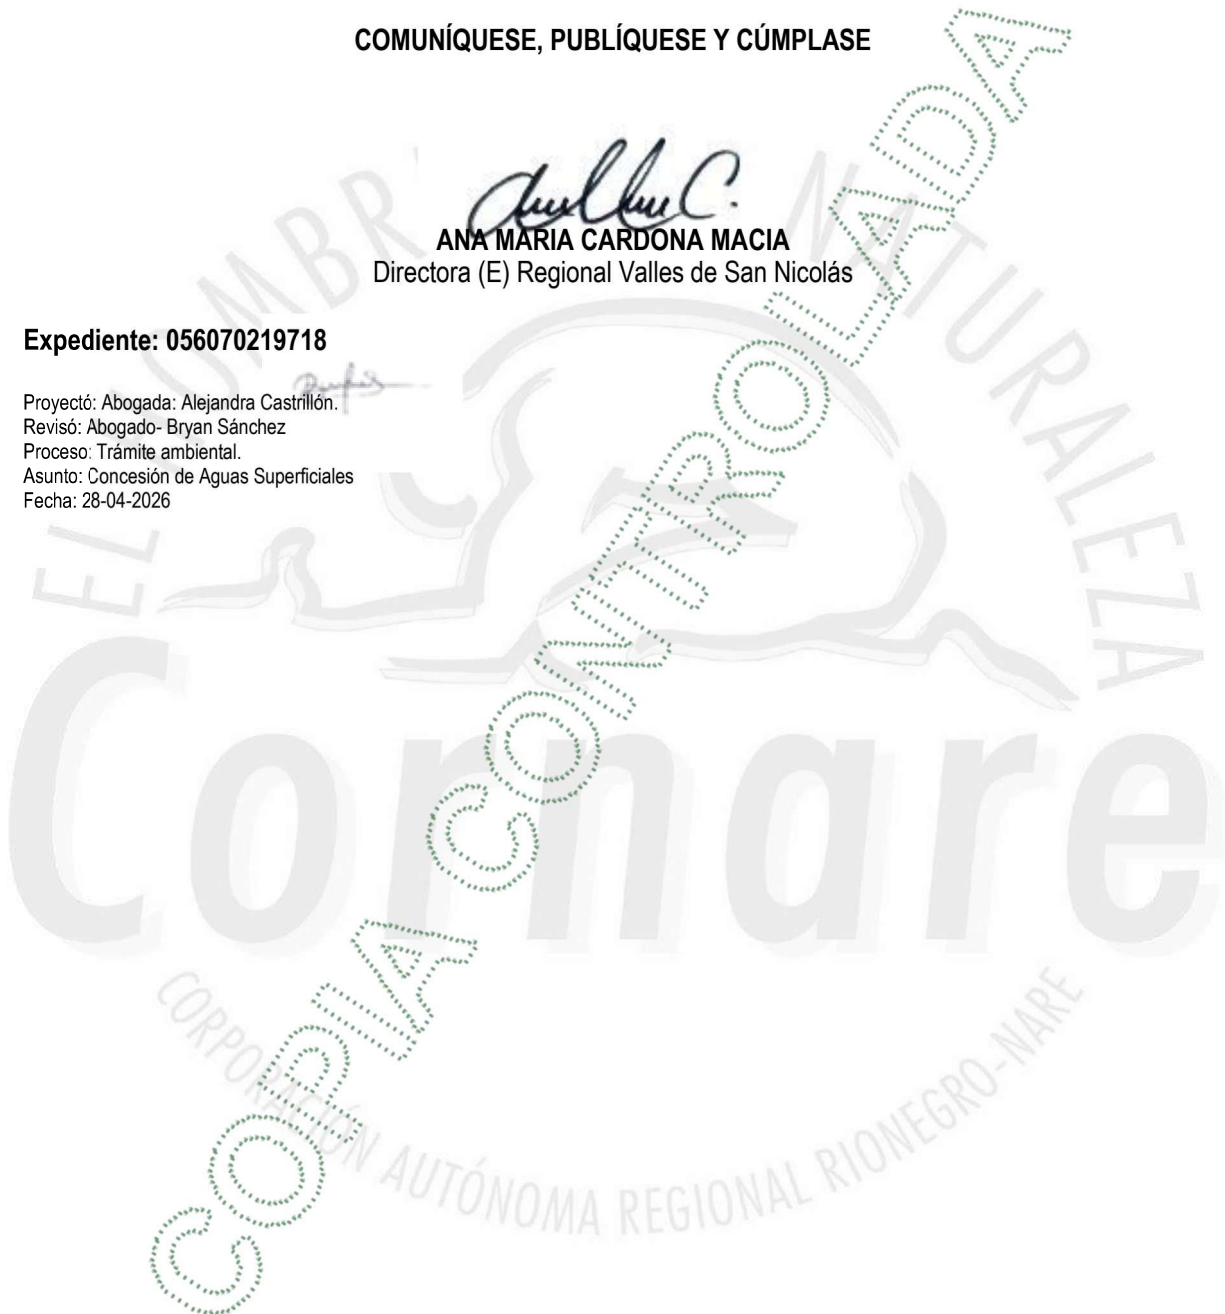 COMUNÍQUESE, PUBLÍQUESE Y CÚMPLASE
ANA MARIA CARDONA MACIA
Directora (E) Regional Valles de San Nicolás
Expediente: 056070219718
Proyectó: Abogada: Alejandra Castrillón.
Revisó: Abogado- Bryan Sánchez
Proceso: Trámite ambiental.
Asunto: Concesión de Aguas Superficiales
Fecha: 28-04-2026
COPIA CONTROLADA
EL HOMBR NATURALEZA
Cornare
CORPORACIÓN AUTÓNOMA REGIONAL RIONEGRO-NARE